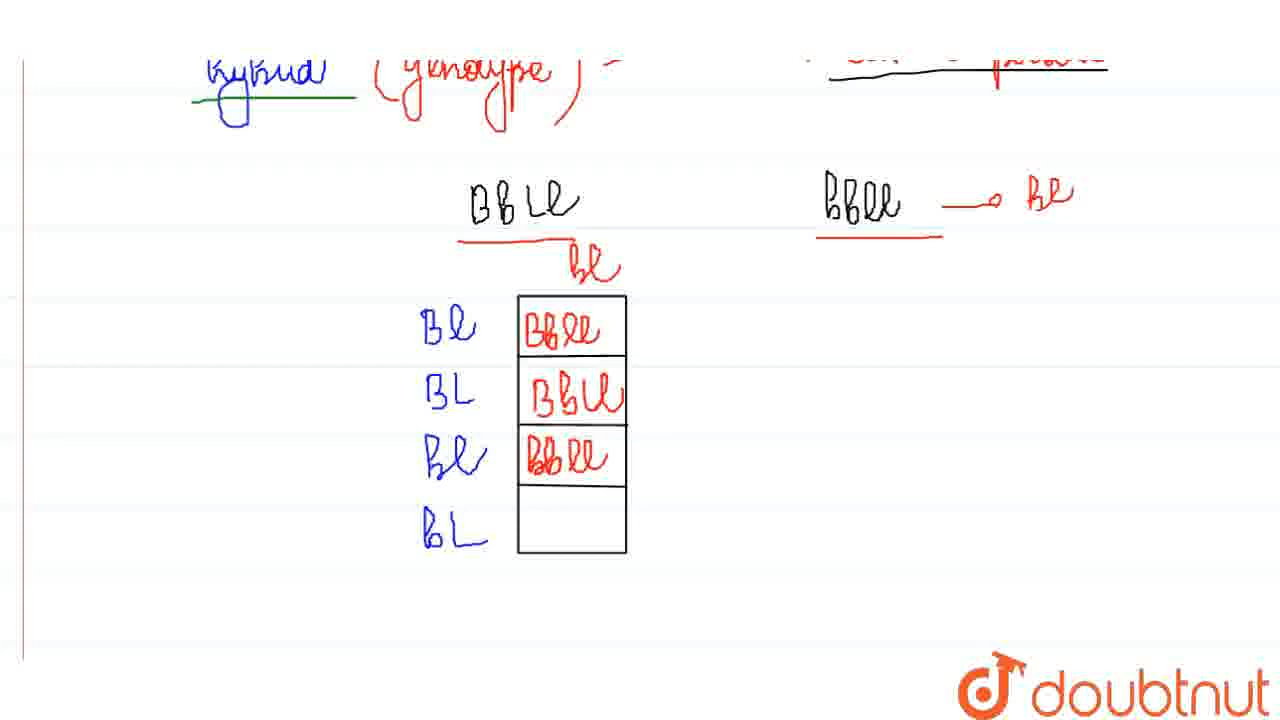 (genotype)
BbLl bbll → bl
bl
Bl Bbll
BL BbLl
bl bbll
bL
doubtnut